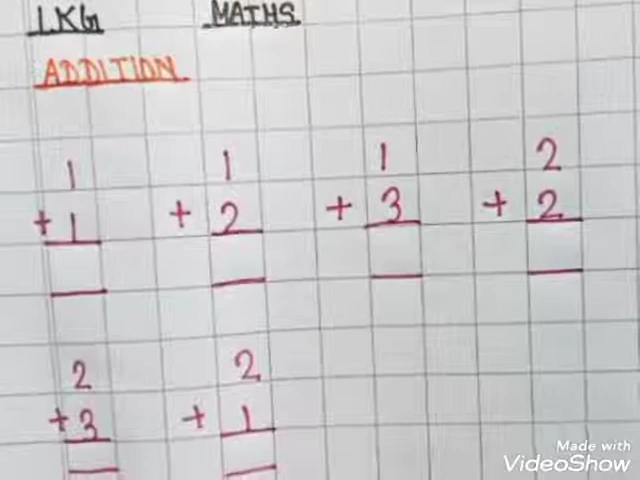 LKG MATHS
ADDITION
1 1 1 2
+ 1 + 2 + 3 + 2
2 2
+ 3 + 1
Made with
VideoShow